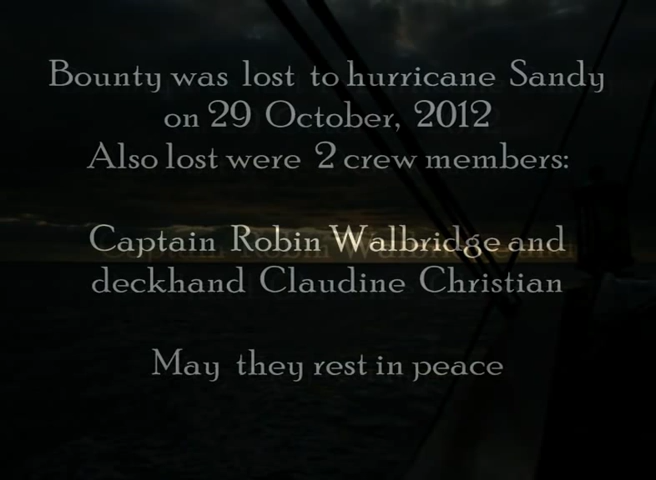 Bounty was lost to hurricane Sandy
on 29 October, 2012
Also lost were 2 crew members:
Captain Robin Walbridge and
deckhand Claudine Christian
May they rest in peace